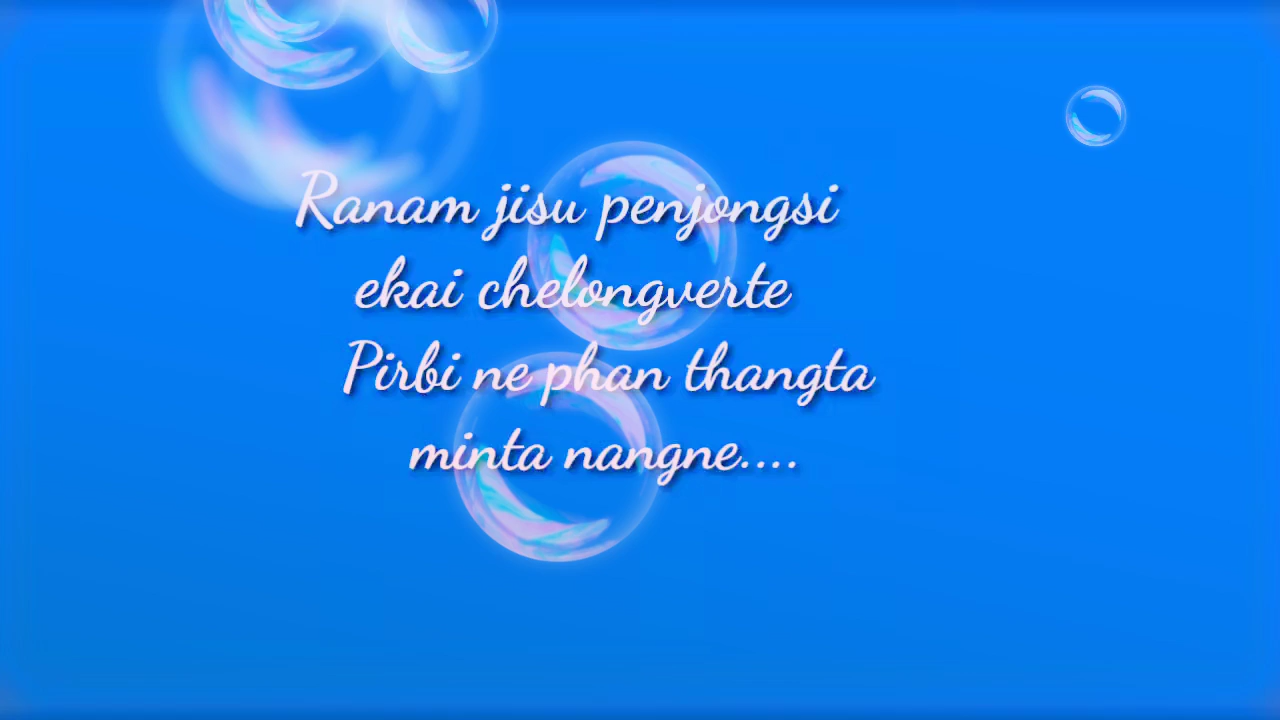 Ranam jisu penjongsi
ekai chelongverte
Pirbi ne phan thangta
minta nangne....